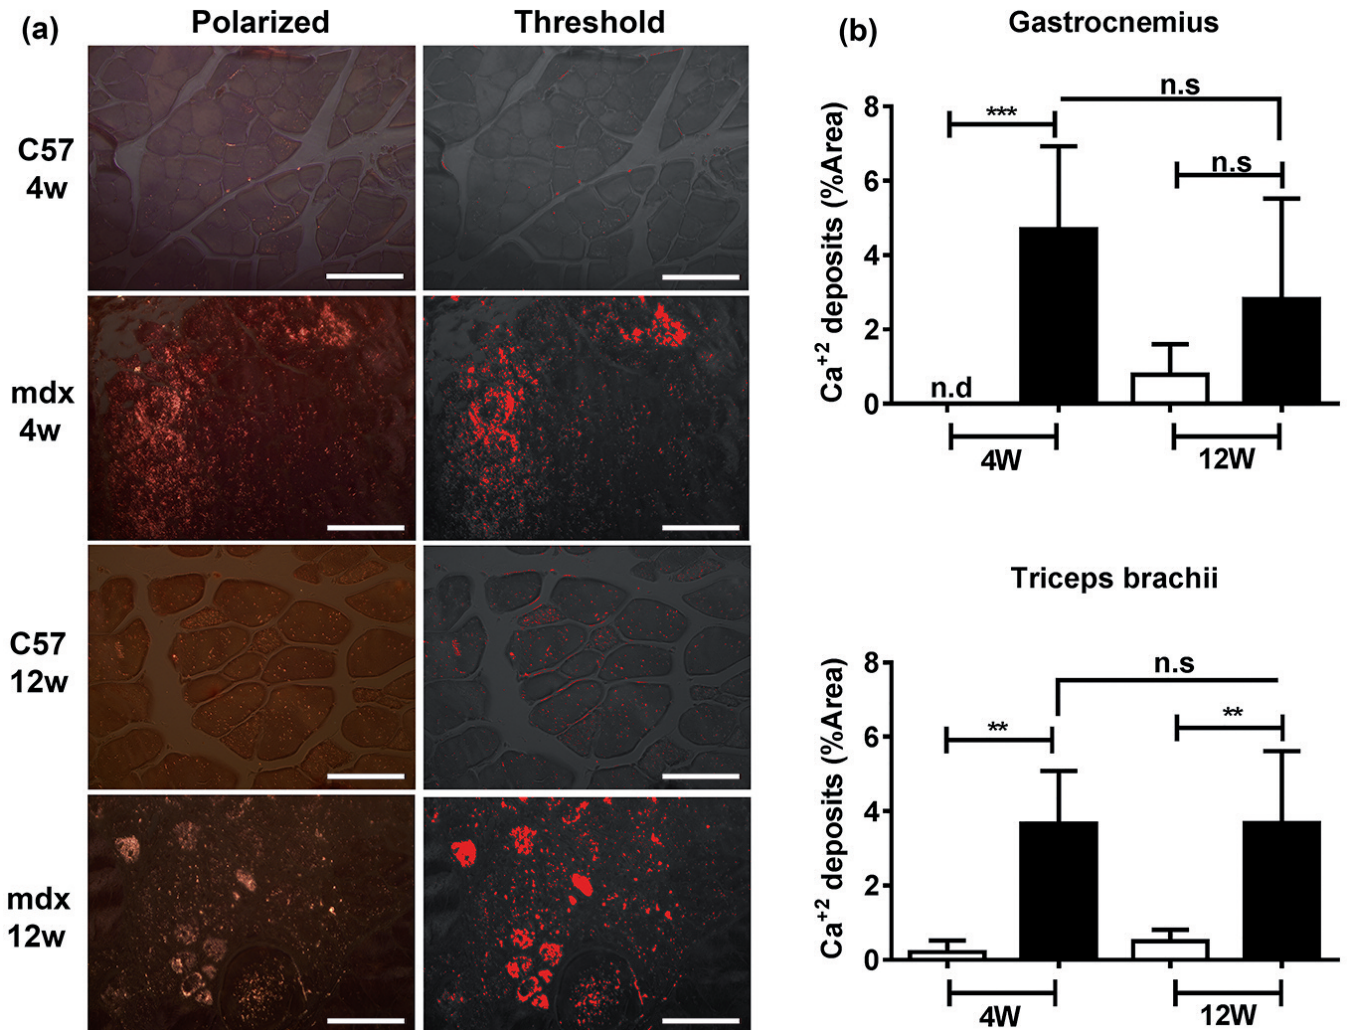 (a)
Polarized
Threshold
C57
4w
mdx
4w
C57
12w
mdx
12w
(b)
Gastrocnemius
Ca+2 deposits (%Area)
8
6
4
2
0
***
n.s
n.s
n.d
4W
12W
Triceps brachii
Ca+2 deposits (%Area)
8
6
4
2
0
**
n.s
**
4W
12W